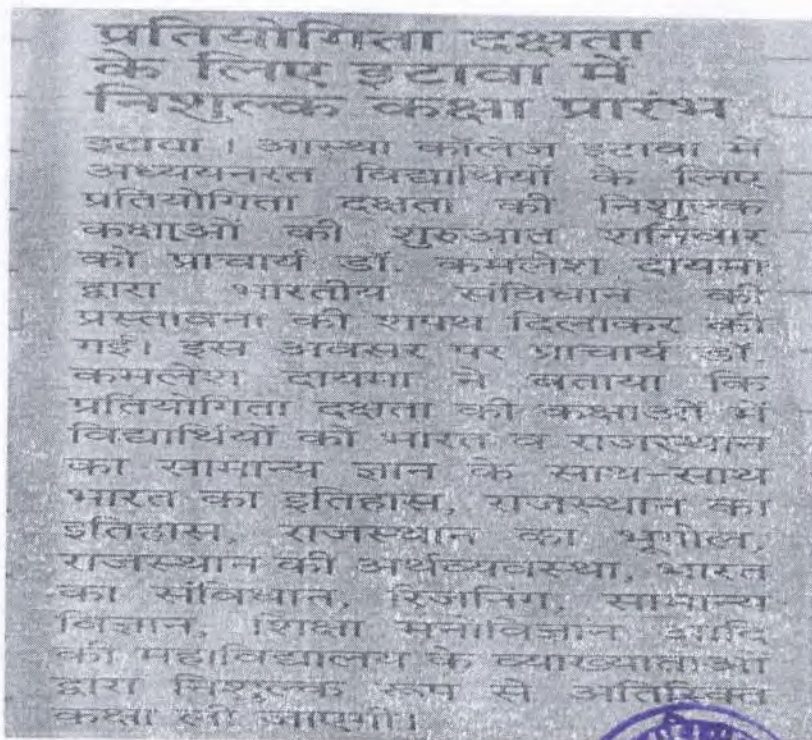 प्रतियोगिता दक्षता
के लिए इटावा में
निशुल्क कक्षा प्रारंभ
इटावा। आस्था कॉलेज इटावा में
अध्ययनरत विद्यार्थियों के लिए
प्रतियोगिता दक्षता की निशुल्क
कक्षाओं की शुरुआत शनिवार
को प्राचार्य डॉ. कमलेश दायमा
द्वारा भारतीय संविधान की
प्रस्तावना की शपथ दिलाकर की
गई। इस अवसर पर प्राचार्य डॉ.
कमलेश दायमा ने बताया कि
प्रतियोगिता दक्षता की कक्षाओं में
विद्यार्थियों को भारत व राजस्थान
का सामान्य ज्ञान के साथ-साथ
भारत का इतिहास, राजस्थान का
इतिहास, राजस्थान का भूगोल,
राजस्थान की अर्थव्यवस्था, भारत
का संविधान, रिजनिंग, सामान्य
विज्ञान, शिक्षा मनोविज्ञान आदि
की महाविद्यालय के व्याख्याताओं
द्वारा निशुल्क रूप से अतिरिक्त
कक्षा ली जाएगी।